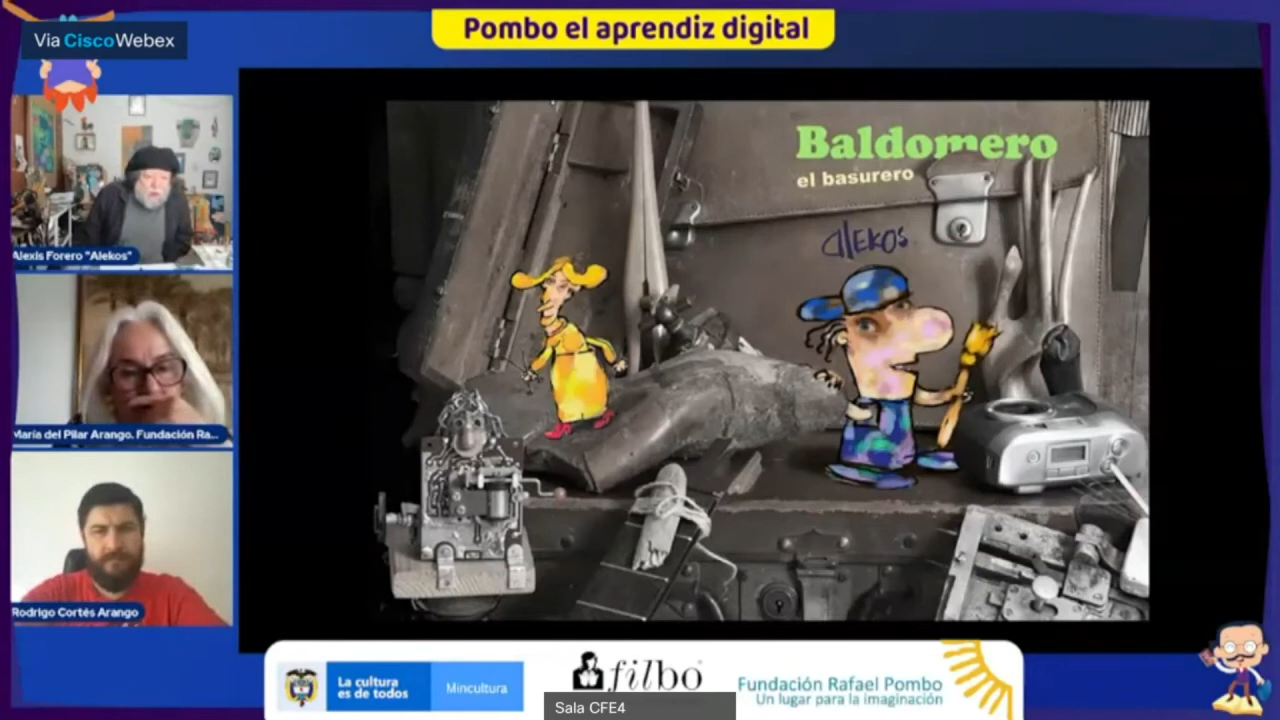 Pombo el aprendiz digital
Via CiscoWebex
Baldomero
el basurero
Alekos
Alexis Forero "Alekos"
María del Pilar Arango. Fundación Ra...
Rodrigo Cortés Arango
La cultura
es de todos
Mincultura
filbo
Fundación Rafael Pombo
Un lugar para la imaginación
Sala CFE4